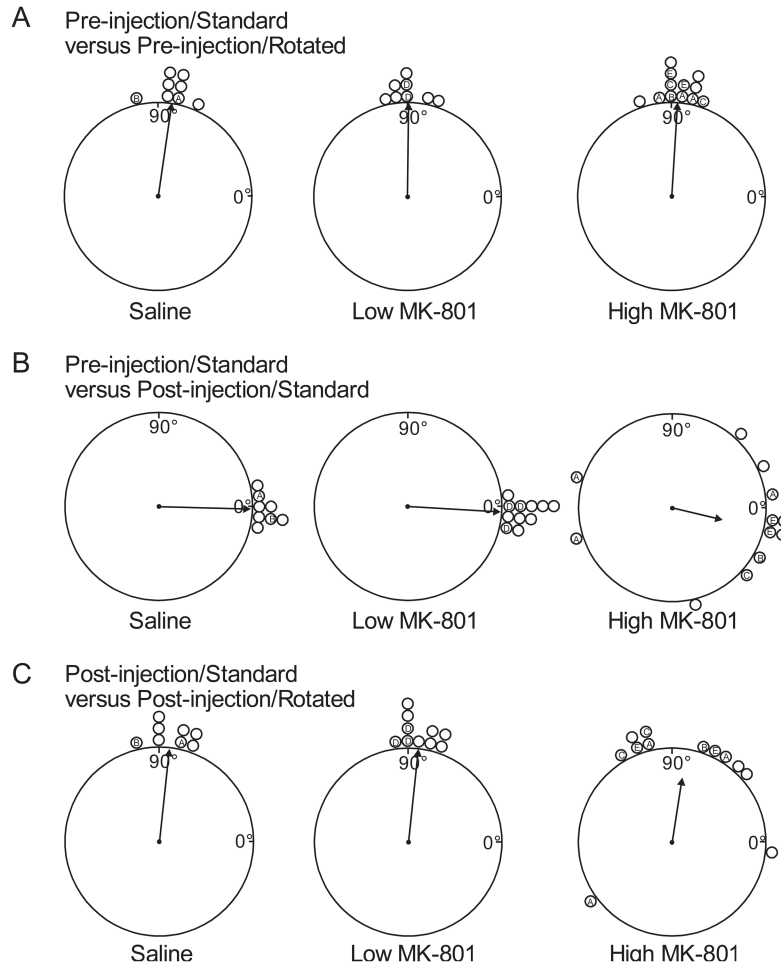 A Pre-injection/Standard
versus Pre-injection/Rotated
B A
90°
0°
Saline
D
D
90°
0°
Low MK-801
E
C E
A B A A C
90°
0°
High MK-801
B Pre-injection/Standard
versus Post-injection/Standard
90°
A
0°
B
Saline
90°
0° D D
D
Low MK-801
90°
A
A
0°
E
A E
B
C
High MK-801
C Post-injection/Standard
versus Post-injection/Rotated
B A
90°
0°
Saline
D
D D
90°
0°
Low MK-801
C
C E A B E A
90°
0°
A
High MK-801